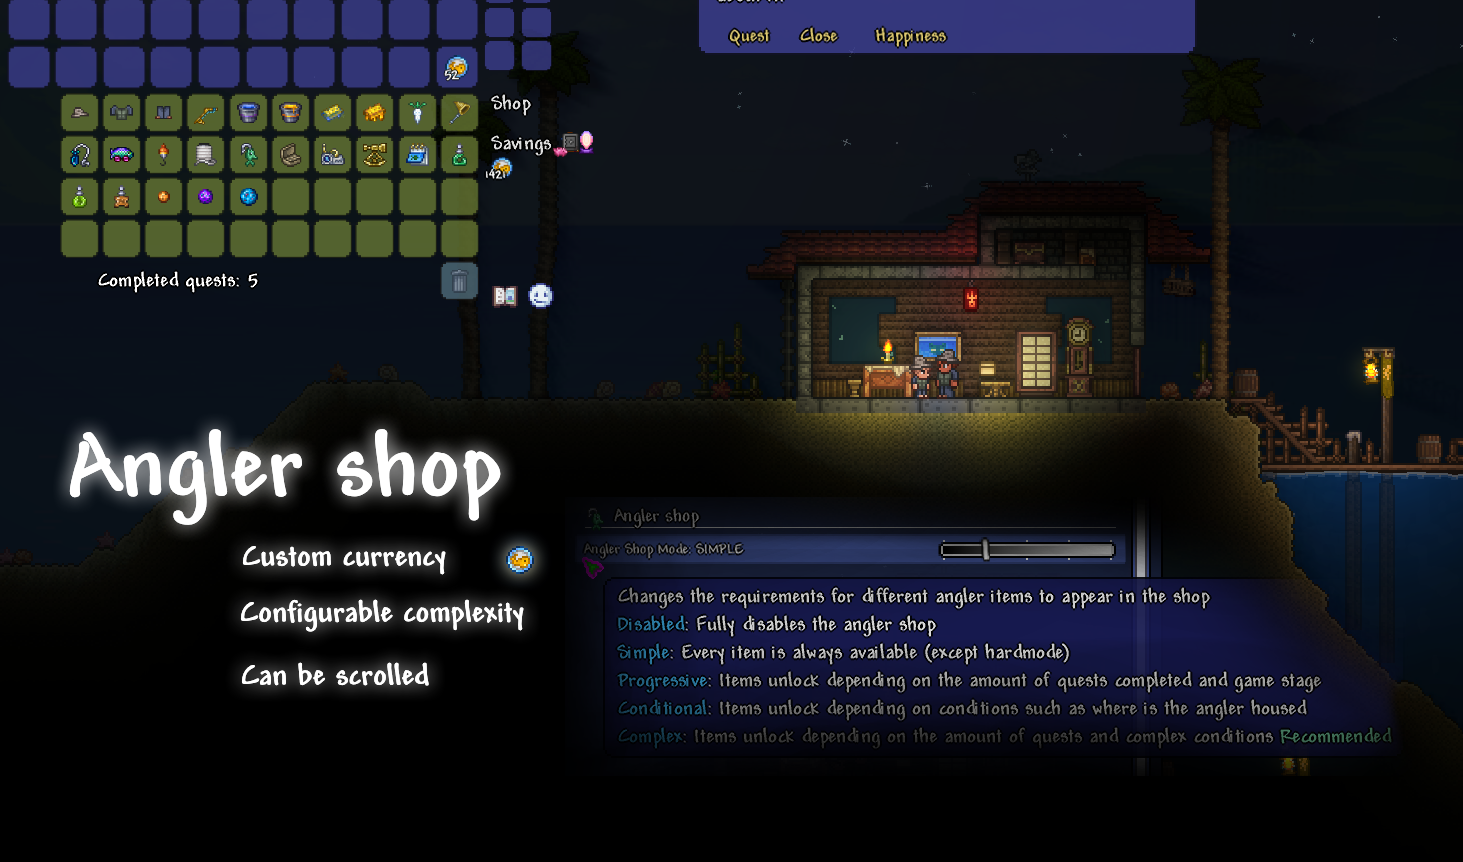 Quest Close Happiness
52
Shop
Savings
142
Completed quests: 5
Angler shop
Custom currency
Configurable complexity
Can be scrolled
Angler shop
Angler Shop Mode: SIMPLE
Changes the requirements for different angler items to appear in the shop
Disabled: Fully disables the angler shop
Simple: Every item is always available (except hardmode)
Progressive: Items unlock depending on the amount of quests completed and game stage
Conditional: Items unlock depending on conditions such as where is the angler housed
Complex: Items unlock depending on the amount of quests and complex conditions Recommended